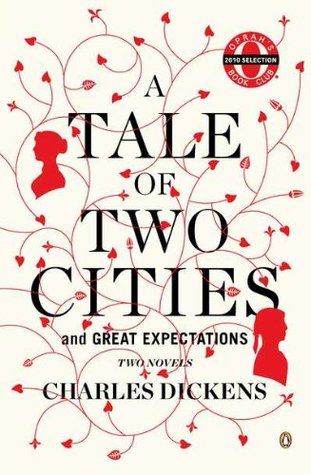 OPRAH'S
2010 SELECTION
BOOK CLUB
A
TALE
OF
TWO
CITIES
and GREAT EXPECTATIONS
TWO NOVELS
CHARLES DICKENS